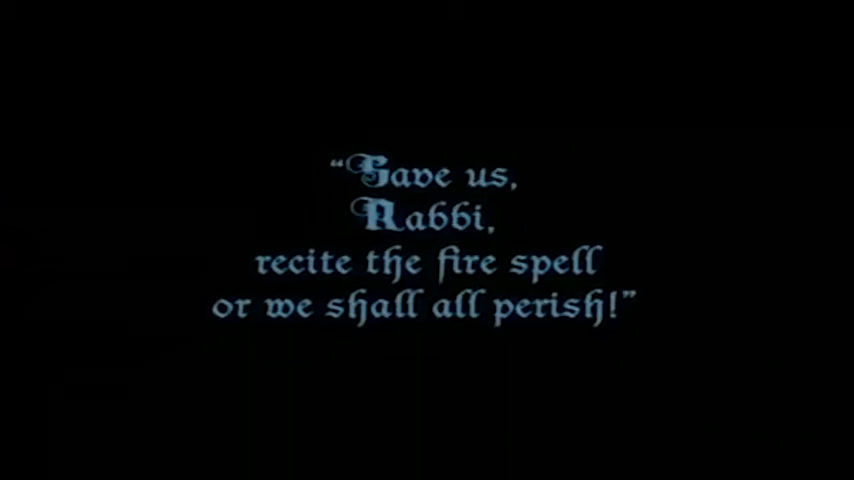 “Save us,
Rabbi,
recite the fire spell
or we shall all perish!”